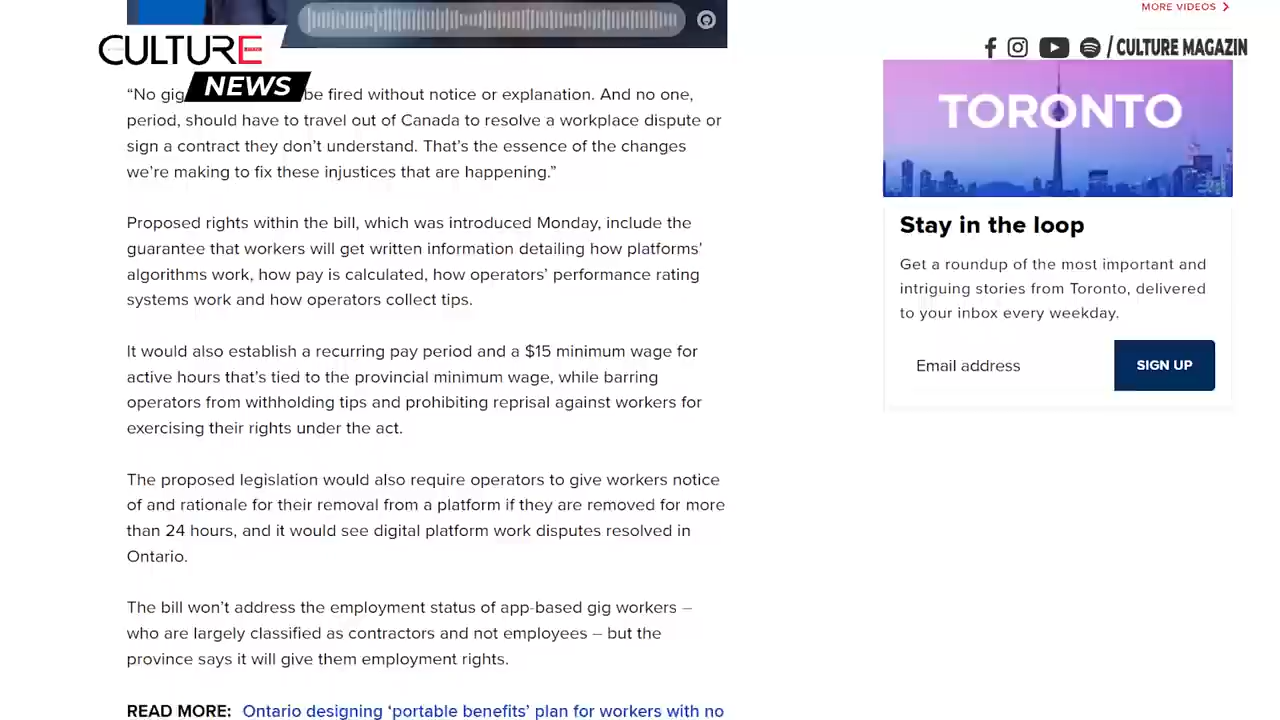 MORE VIDEOS
CULTURE
NEWS
/ CULTURE MAGAZIN
“No gig be fired without notice or explanation. And no one,
period, should have to travel out of Canada to resolve a workplace dispute or
sign a contract they don’t understand. That’s the essence of the changes
we’re making to fix these injustices that are happening.”
Proposed rights within the bill, which was introduced Monday, include the
guarantee that workers will get written information detailing how platforms’
algorithms work, how pay is calculated, how operators’ performance rating
systems work and how operators collect tips.
It would also establish a recurring pay period and a $15 minimum wage for
active hours that’s tied to the provincial minimum wage, while barring
operators from withholding tips and prohibiting reprisal against workers for
exercising their rights under the act.
The proposed legislation would also require operators to give workers notice
of and rationale for their removal from a platform if they are removed for more
than 24 hours, and it would see digital platform work disputes resolved in
Ontario.
The bill won’t address the employment status of app-based gig workers –
who are largely classified as contractors and not employees – but the
province says it will give them employment rights.
READ MORE: Ontario designing ‘portable benefits’ plan for workers with no
TORONTO
Stay in the loop
Get a roundup of the most important and
intriguing stories from Toronto, delivered
to your inbox every weekday.
Email address
SIGN UP